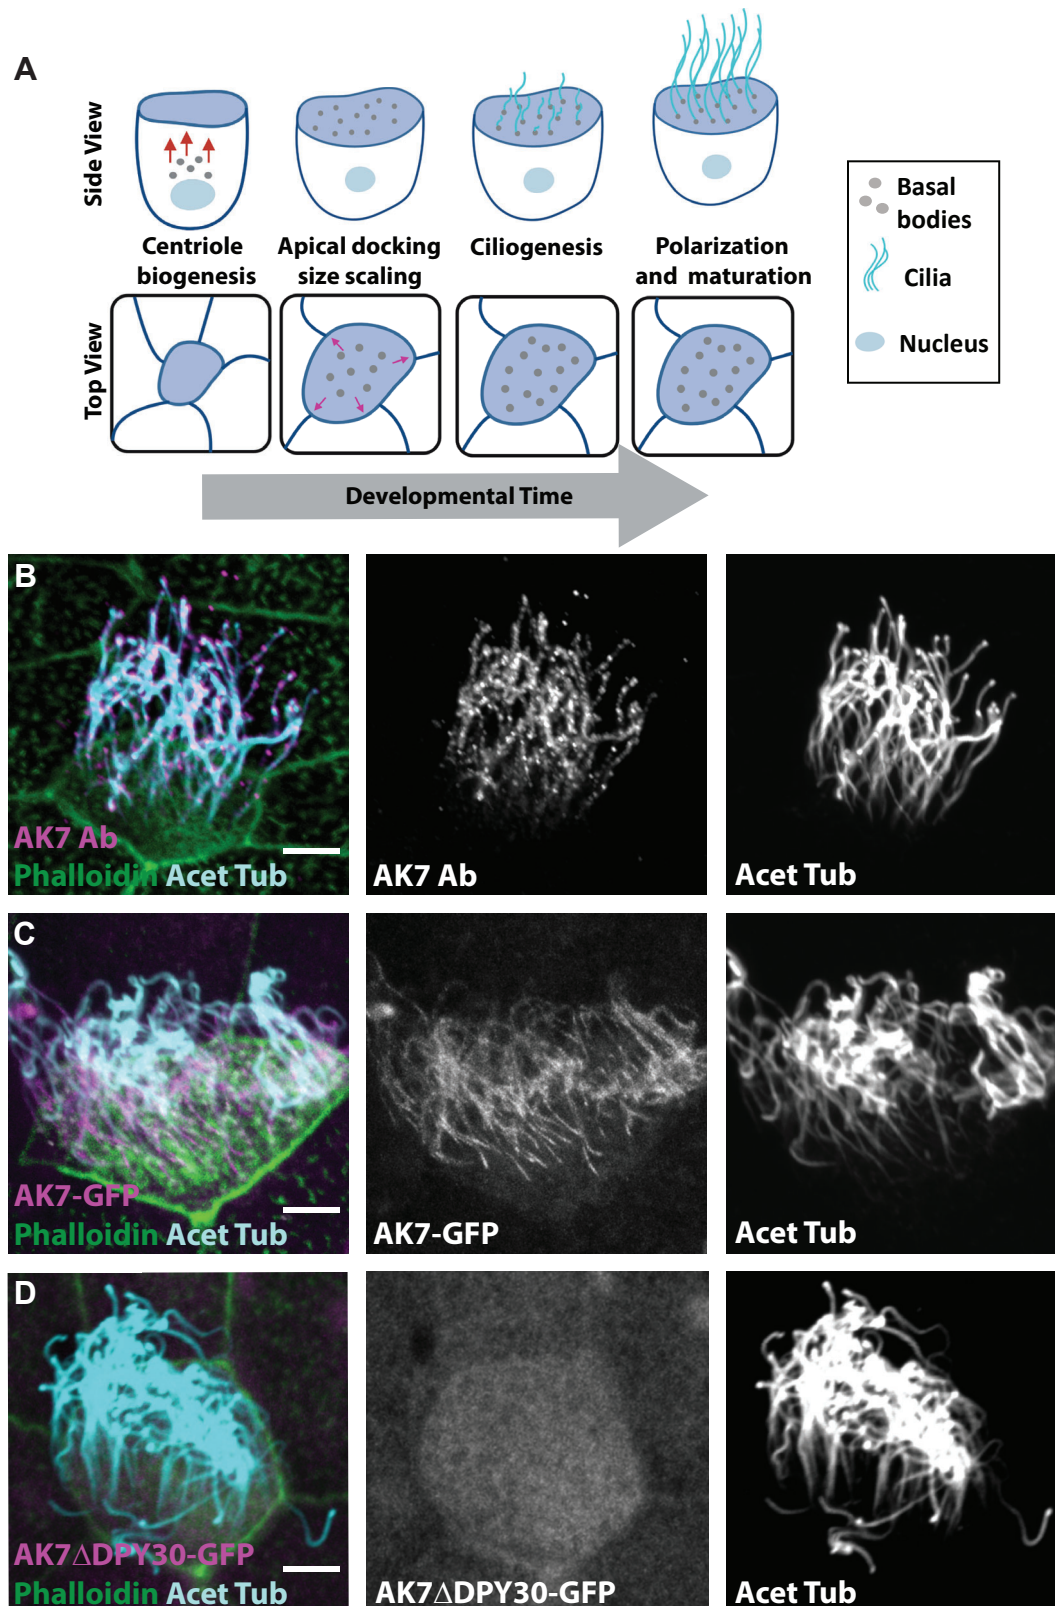 A
Side View
Centriole
biogenesis
Apical docking
size scaling
Ciliogenesis
Polarization
and maturation
Basal
bodies
Cilia
Nucleus
Top View
Developmental Time
B
AK7 Ab
Phalloidin Acet Tub
AK7 Ab
Acet Tub
C
AK7-GFP
Phalloidin Acet Tub
AK7-GFP
Acet Tub
D
AK7ΔDPY30-GFP
Phalloidin Acet Tub
AK7ΔDPY30-GFP
Acet Tub